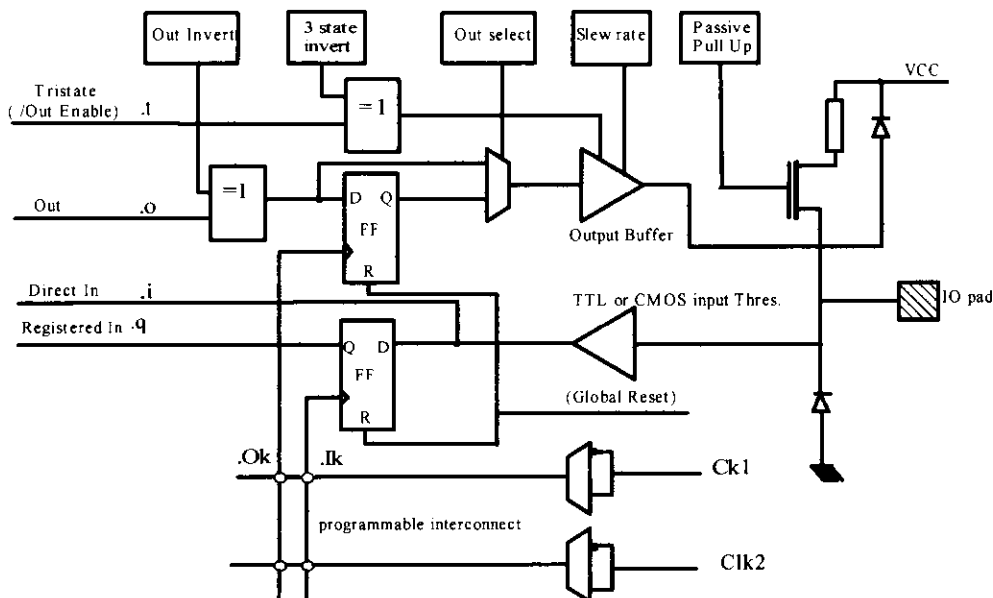 Out Invert
3 state
invert
Out select
Slew rate
Passive
Pull Up
VCC
Tristate
( /Out Enable) .t
=1
=1
Out .o
D Q
FF
R
Output Buffer
Direct In .i
TTL or CMOS input Thres.
IO pad
Registered In .q
Q D
FF
R
(Global Reset)
.Ok .Ik
Ck1
programmable interconnect
Clk2